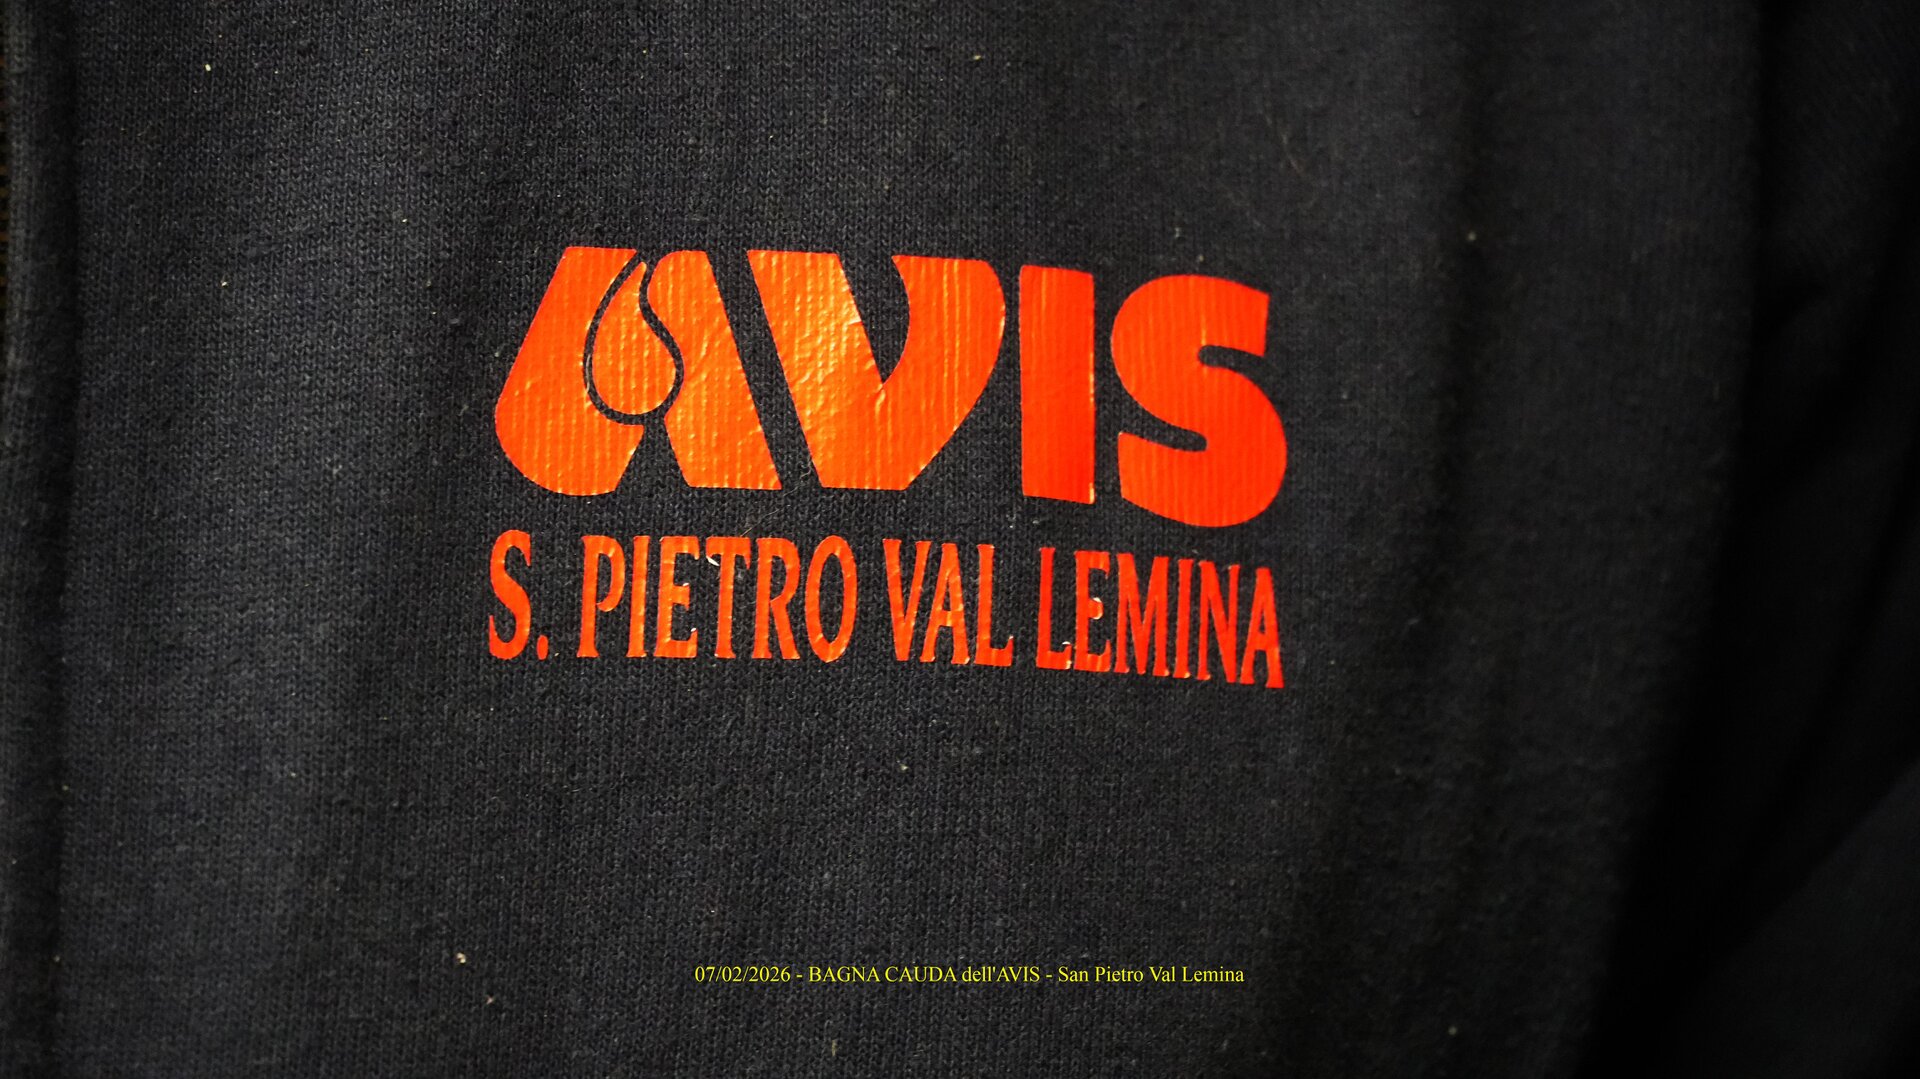 AVIS
S. PIETRO VAL LEMINA
07/02/2026 - BAGNA CAUDA dell'AVIS - San Pietro Val Lemina